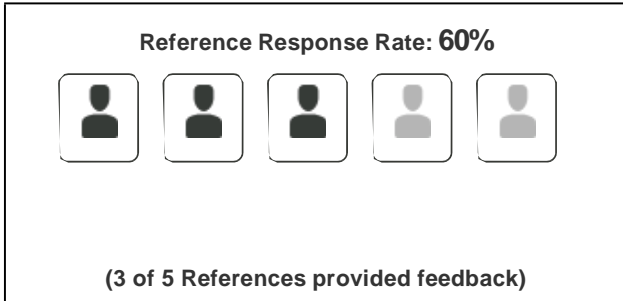 Reference Response Rate: 60%
(3 of 5 References provided feedback)